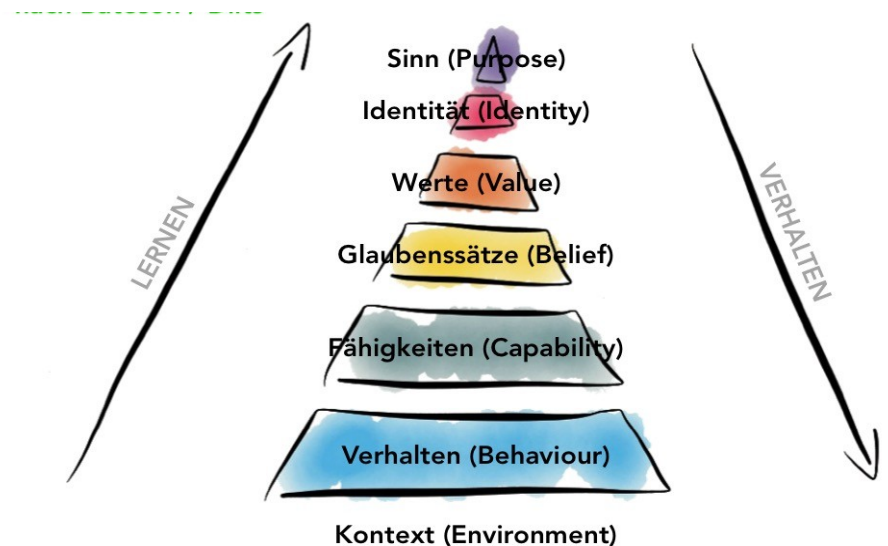 Sinn (Purpose)
Identität (Identity)
Werte (Value)
Glaubenssätze (Belief)
Fähigkeiten (Capability)
Verhalten (Behaviour)
Kontext (Environment)
LERNEN
VERHALTEN